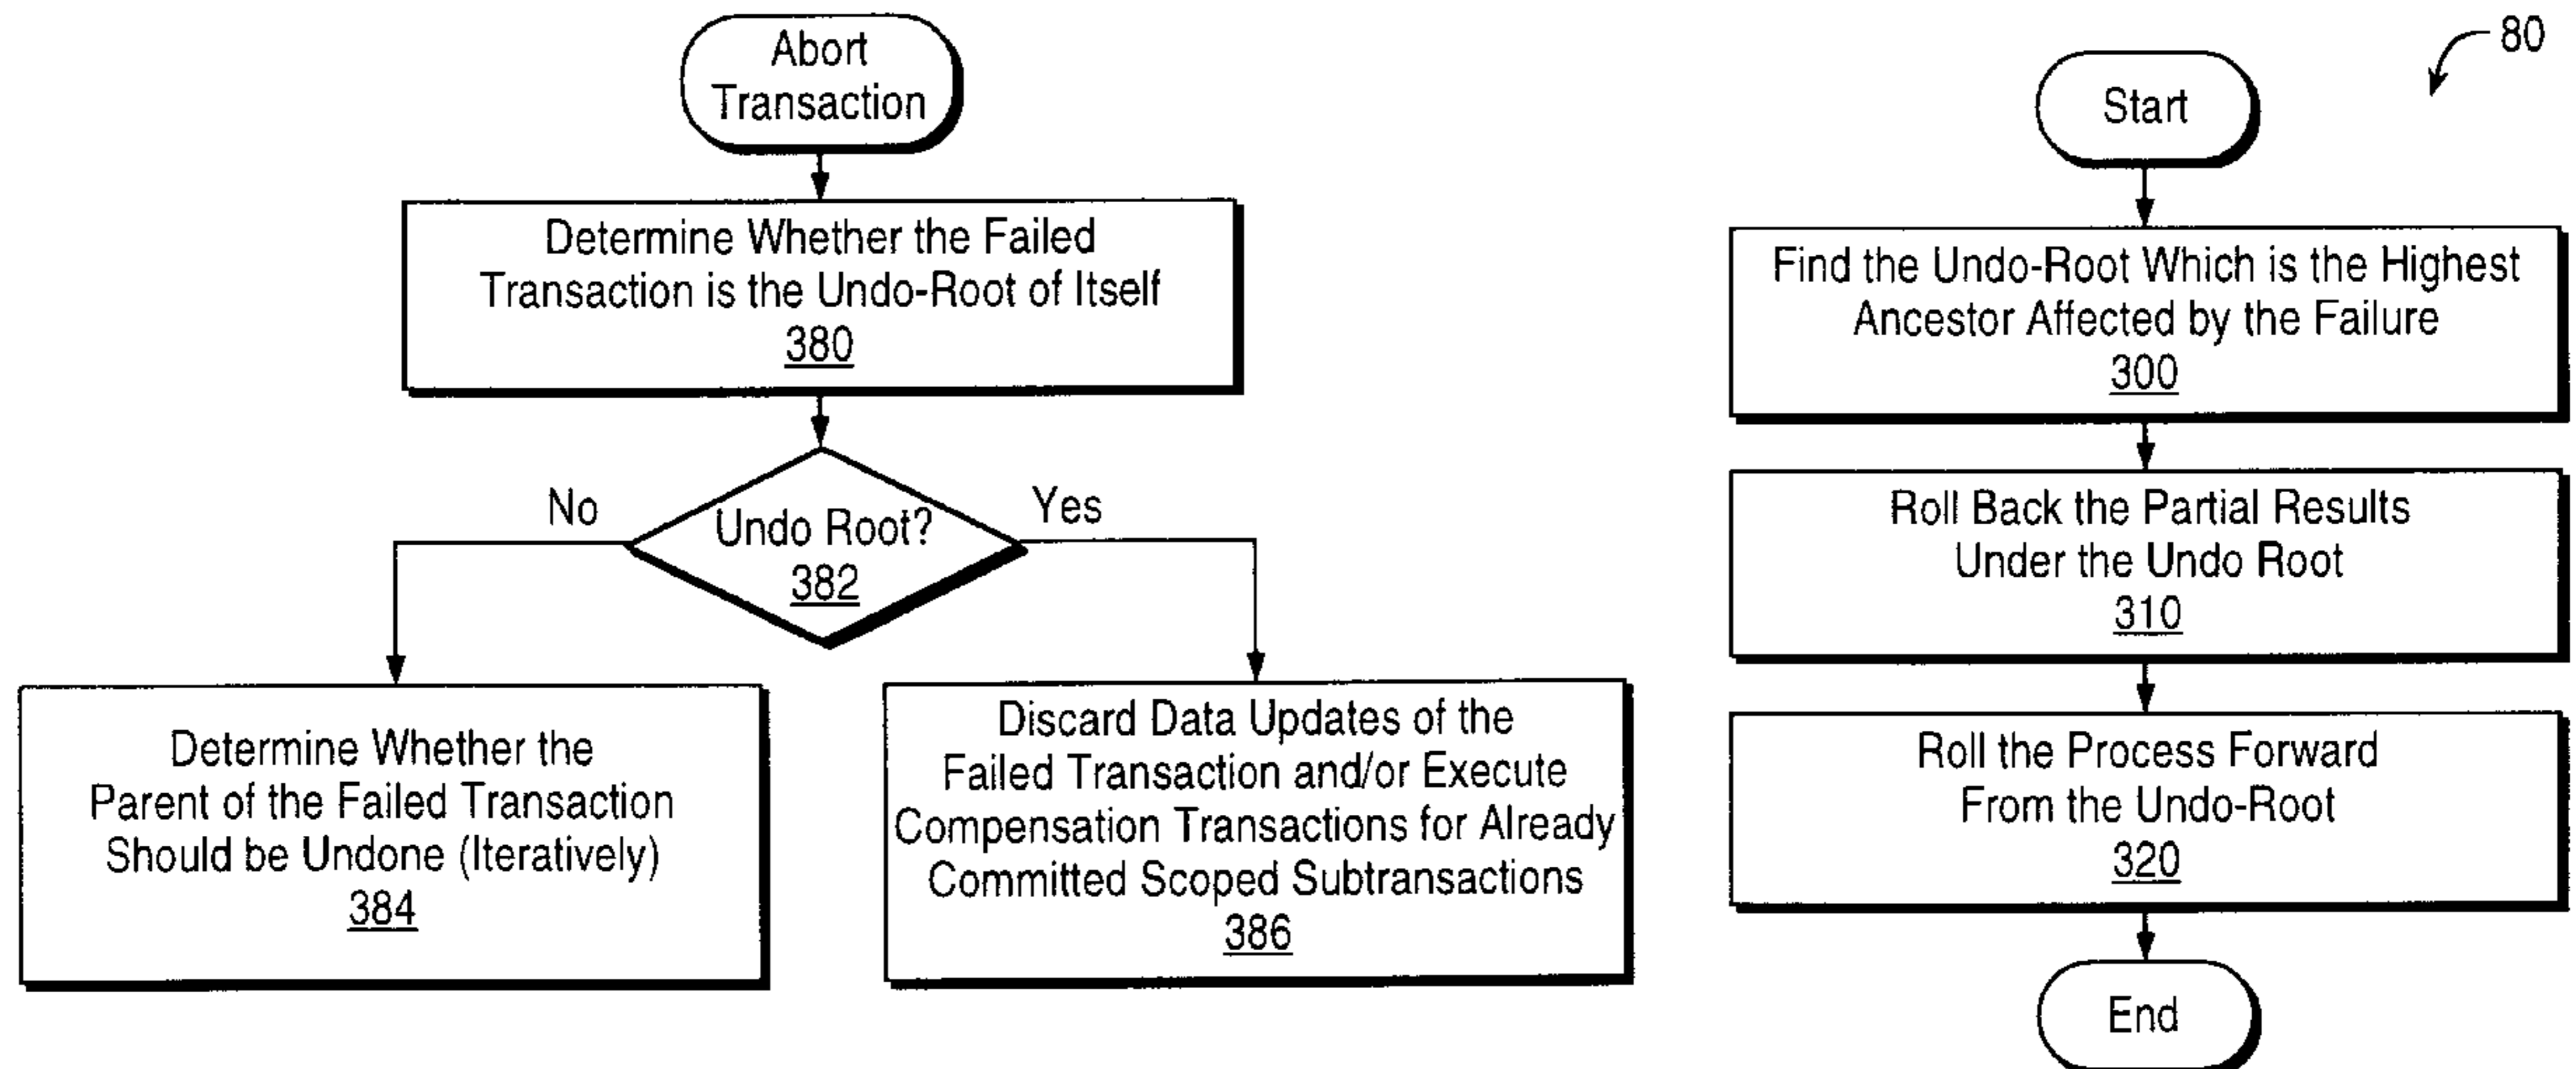 Abort
Transaction
Determine Whether the Failed
Transaction is the Undo-Root of Itself
380
No
Yes
Undo Root?
382
Determine Whether the
Parent of the Failed Transaction
Should be Undone (Iteratively)
384
Discard Data Updates of the
Failed Transaction and/or Execute
Compensation Transactions for Already
Committed Scoped Subtransactions
386
80
Start
Find the Undo-Root Which is the Highest
Ancestor Affected by the Failure
300
Roll Back the Partial Results
Under the Undo Root
310
Roll the Process Forward
From the Undo-Root
320
End